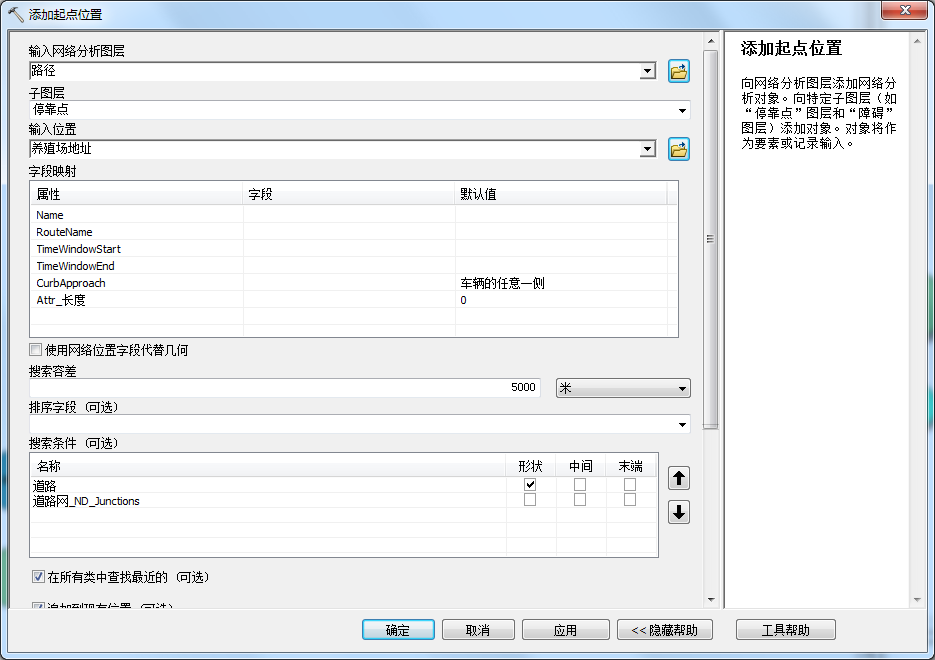 添加起点位置
输入网络分析图层
路径
子图层
停靠点
输入位置
养殖场地址
字段映射
属性 字段 默认值
Name
RouteName
TimeWindowStart
TimeWindowEnd
CurbApproach 车辆的任意一侧
Attr_长度 0
使用网络位置字段代替几何
搜索容差
5000 米
排序字段（可选）
搜索条件（可选）
名称 形状 中间 末端
道路
道路网_ND_Junctions
在所有类中查找最近的（可选）
追加到现有位置（可选）
确定 取消 应用 << 隐藏帮助 工具帮助
添加起点位置
向网络分析图层添加网络分
析对象。向特定子图层（如
“停靠点”图层和“障碍”
图层）添加对象。对象将作
为要素或记录输入。